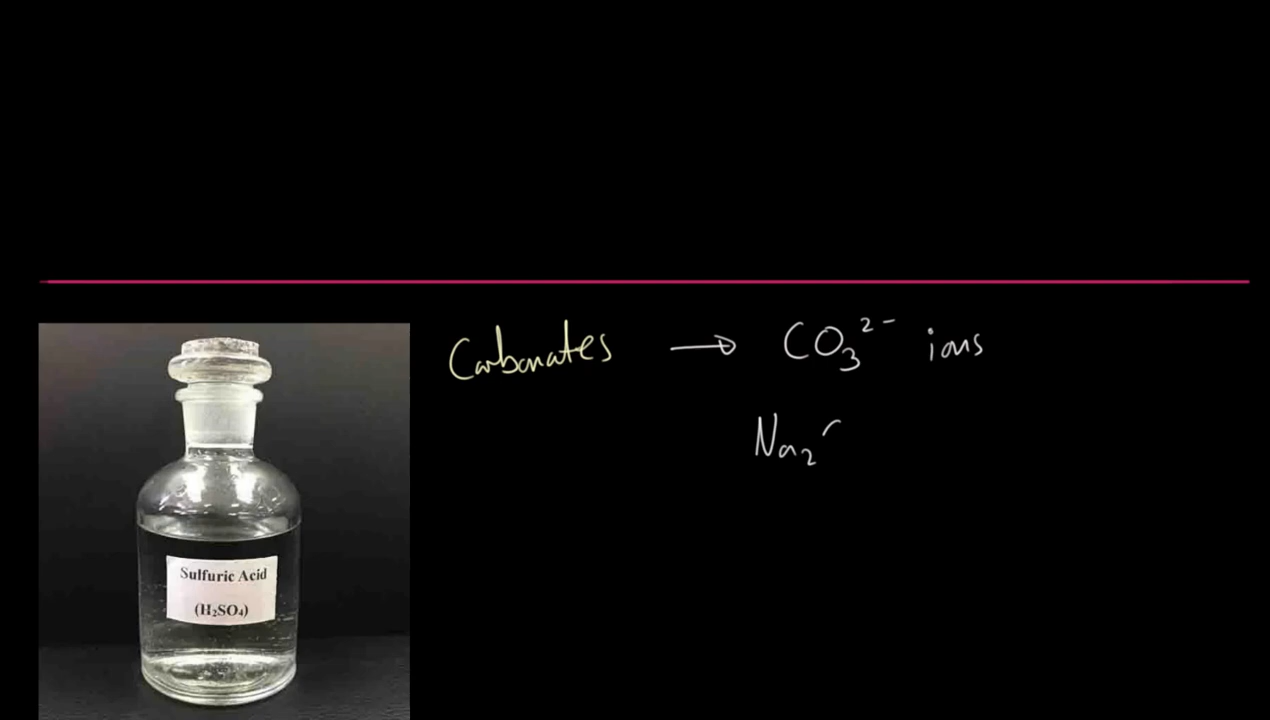 Carbonates → CO₃²⁻ ions
Na₂
Sulfuric Acid
(H₂SO₄)